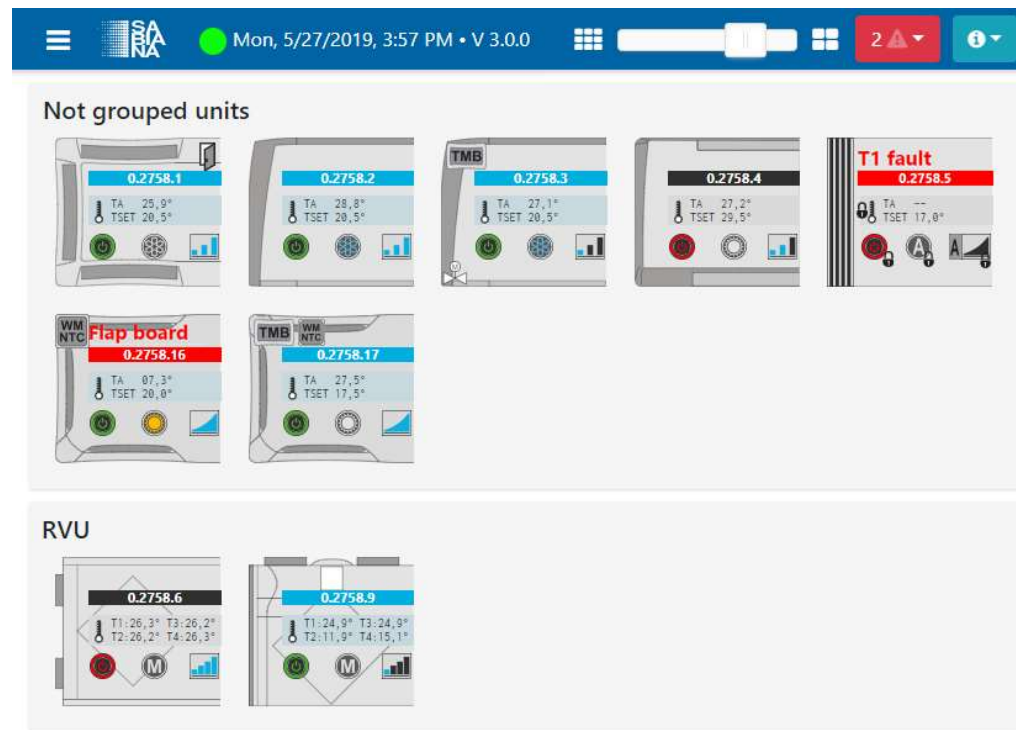 SA
BIA
NA
Mon, 5/27/2019, 3:57 PM • V 3.0.0
2
Not grouped units
0.2758.1
TA 25,9°
TSET 20,5°
0.2758.2
TA 28,8°
TSET 20,5°
TMB
0.2758.3
TA 27,1°
TSET 20,5°
M
0.2758.4
TA 27,2°
TSET 29,5°
T1 fault
0.2758.5
TA --
TSET 17,0°
A
A
WM
NTC
Flap board
0.2758.16
TA 07,3°
TSET 20,0°
TMB
WM
NTC
0.2758.17
TA 27,5°
TSET 17,5°
RVU
0.2758.6
T1:26,3° T3:26,2°
T2:26,2° T4:26,3°
M
0.2758.9
T1:24,9° T3:24,9°
T2:11,9° T4:15,1°
M